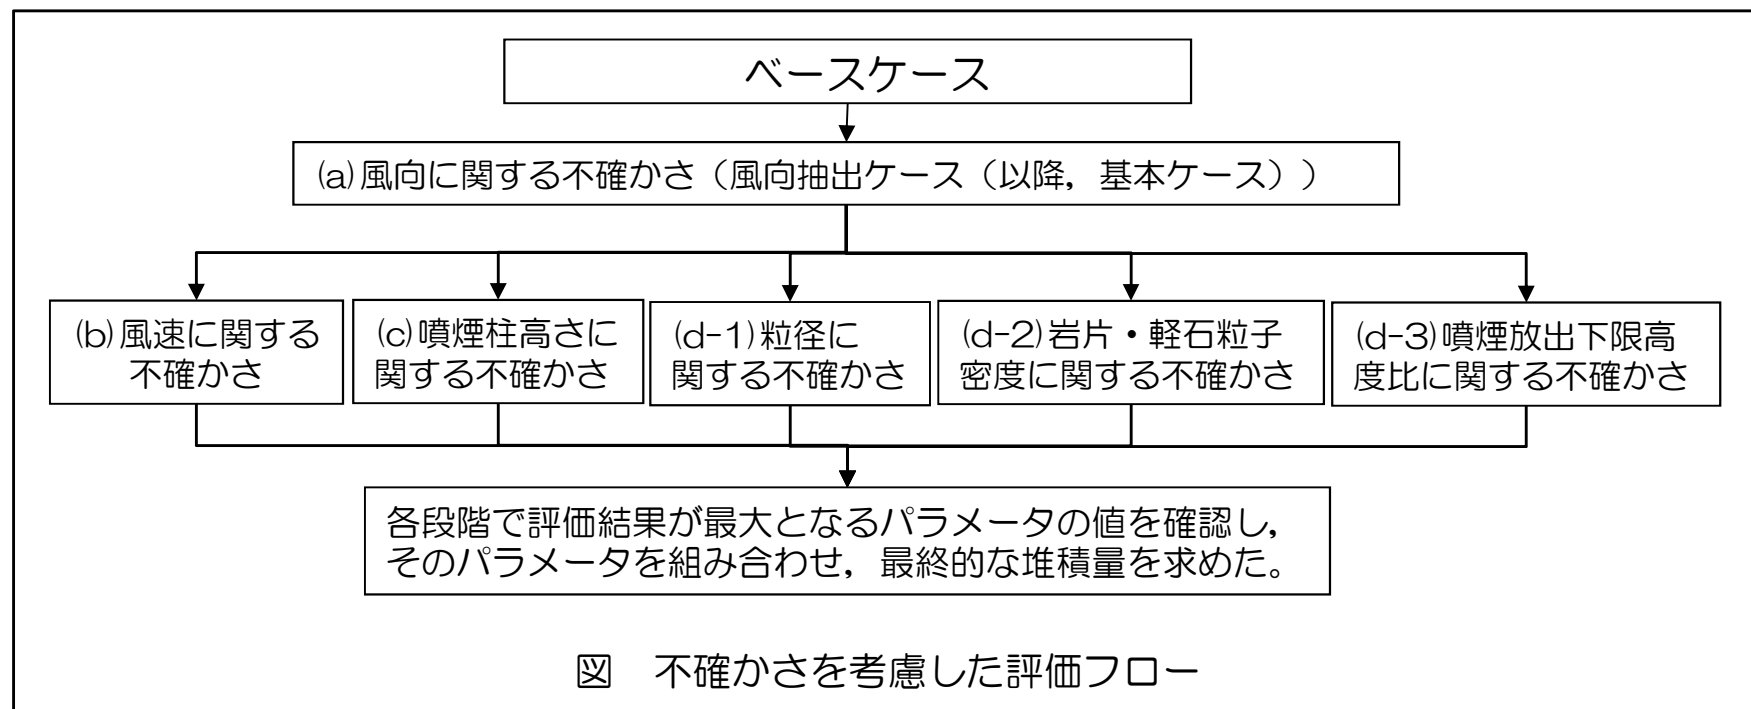 ベースケース
(a)風向に関する不確かさ（風向抽出ケース（以降，基本ケース））
(b)風速に関する
不確かさ
(c)噴煙柱高さに
関する不確かさ
(d-1)粒径に
関する不確かさ
(d-2)岩片・軽石粒子
密度に関する不確かさ
(d-3)噴煙放出下限高
度比に関する不確かさ
各段階で評価結果が最大となるパラメータの値を確認し，
そのパラメータを組み合わせ，最終的な堆積量を求めた。
図　不確かさを考慮した評価フロー